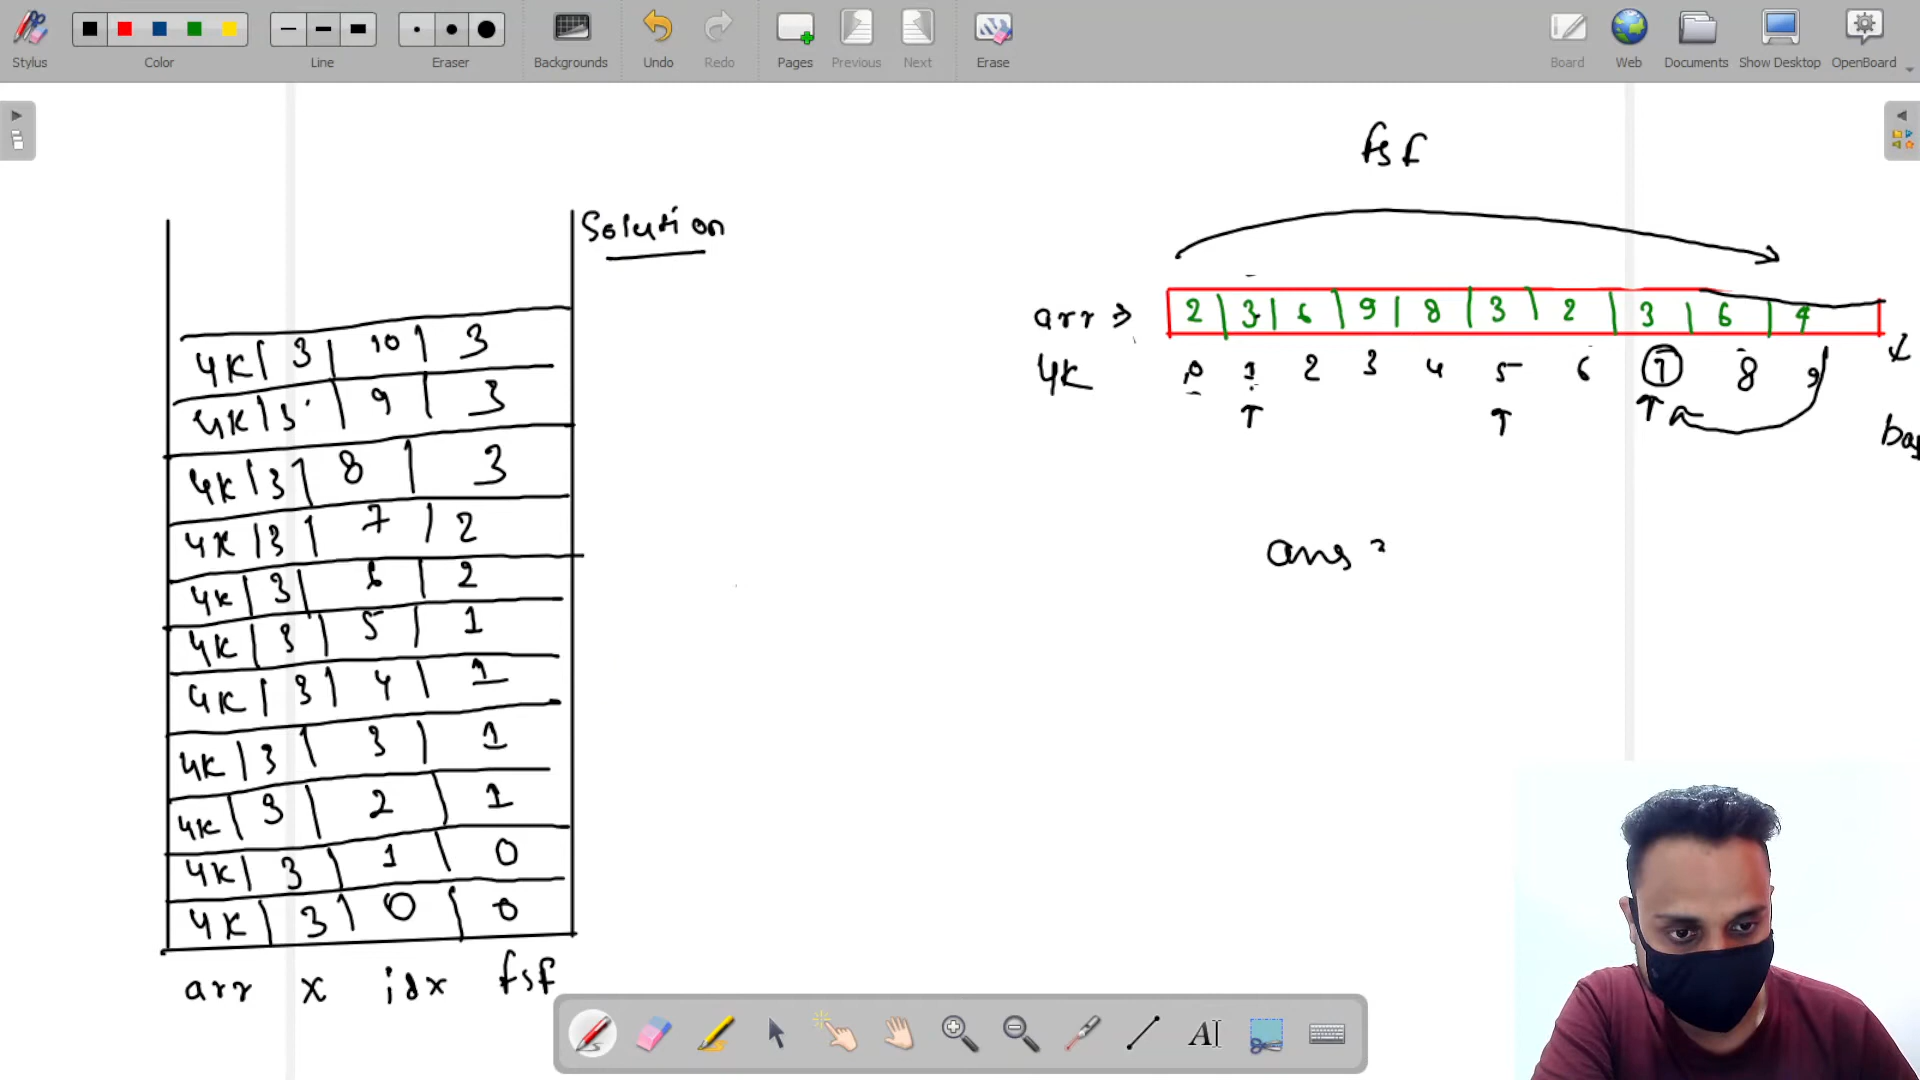 Stylus
Color
Line
Eraser
Backgrounds
Undo
Redo
Pages
Previous
Next
Erase
Board
Web
Documents
Show Desktop
OpenBoard
fsf
Solution
arr → 2 | 3 | 6 | 9 | 8 | 3 | 2 | 3 | 6 | 9
4K 0 1 2 3 4 5 6 7 8 9
ans =
4K | 3 | 10 | 3
4K | 3 | 9 | 3
4K | 3 | 8 | 3
4K | 3 | 7 | 2
4K | 3 | 6 | 2
4K | 3 | 5 | 1
4K | 3 | 4 | 1
4K | 3 | 3 | 1
4K | 3 | 2 | 1
4K | 3 | 1 | 0
4K | 3 | 0 | 0
arr x idx fsf